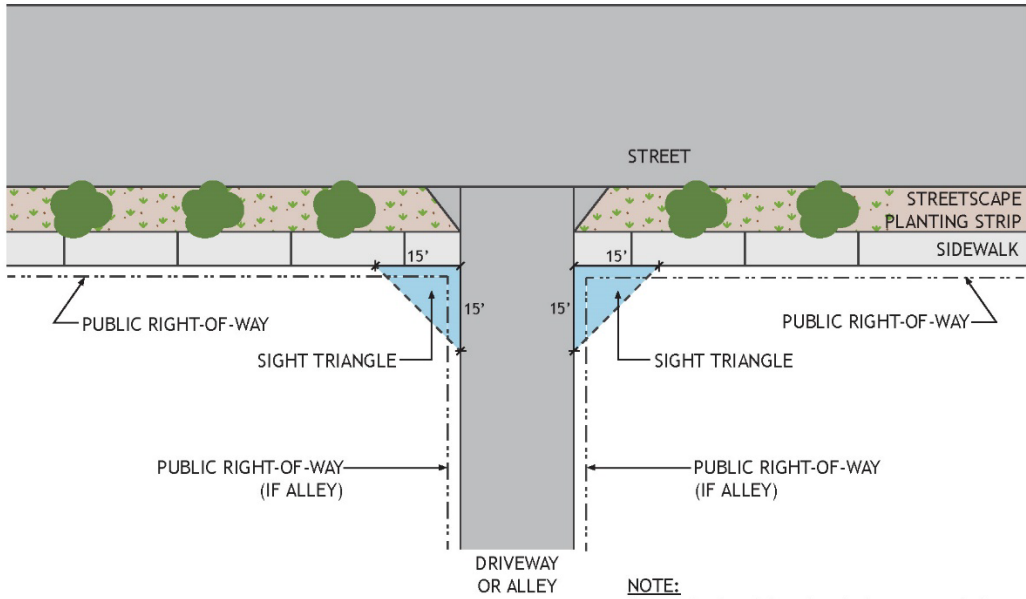 STREET
STREETSCAPE
PLANTING STRIP
SIDEWALK
15’
15’
15’
15’
PUBLIC RIGHT-OF-WAY
PUBLIC RIGHT-OF-WAY
SIGHT TRIANGLE
SIGHT TRIANGLE
PUBLIC RIGHT-OF-WAY
(IF ALLEY)
PUBLIC RIGHT-OF-WAY
(IF ALLEY)
DRIVEWAY
OR ALLEY
NOTE: